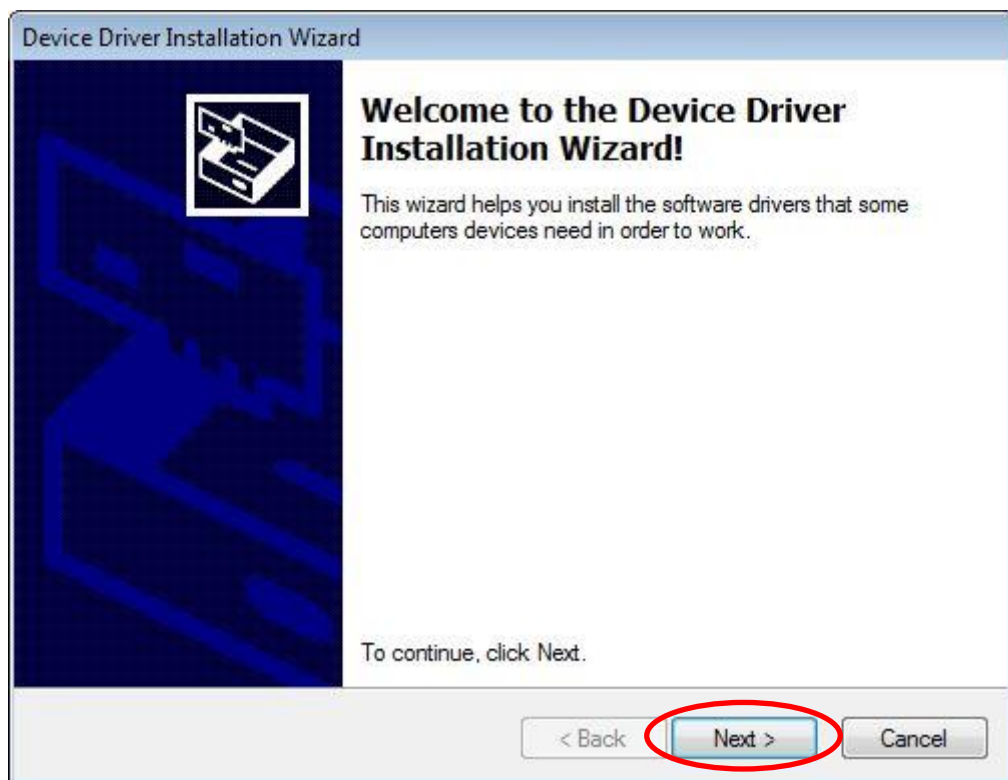 Device Driver Installation Wizard
Welcome to the Device Driver
Installation Wizard!
This wizard helps you install the software drivers that some
computers devices need in order to work.
To continue, click Next.
< Back Next > Cancel